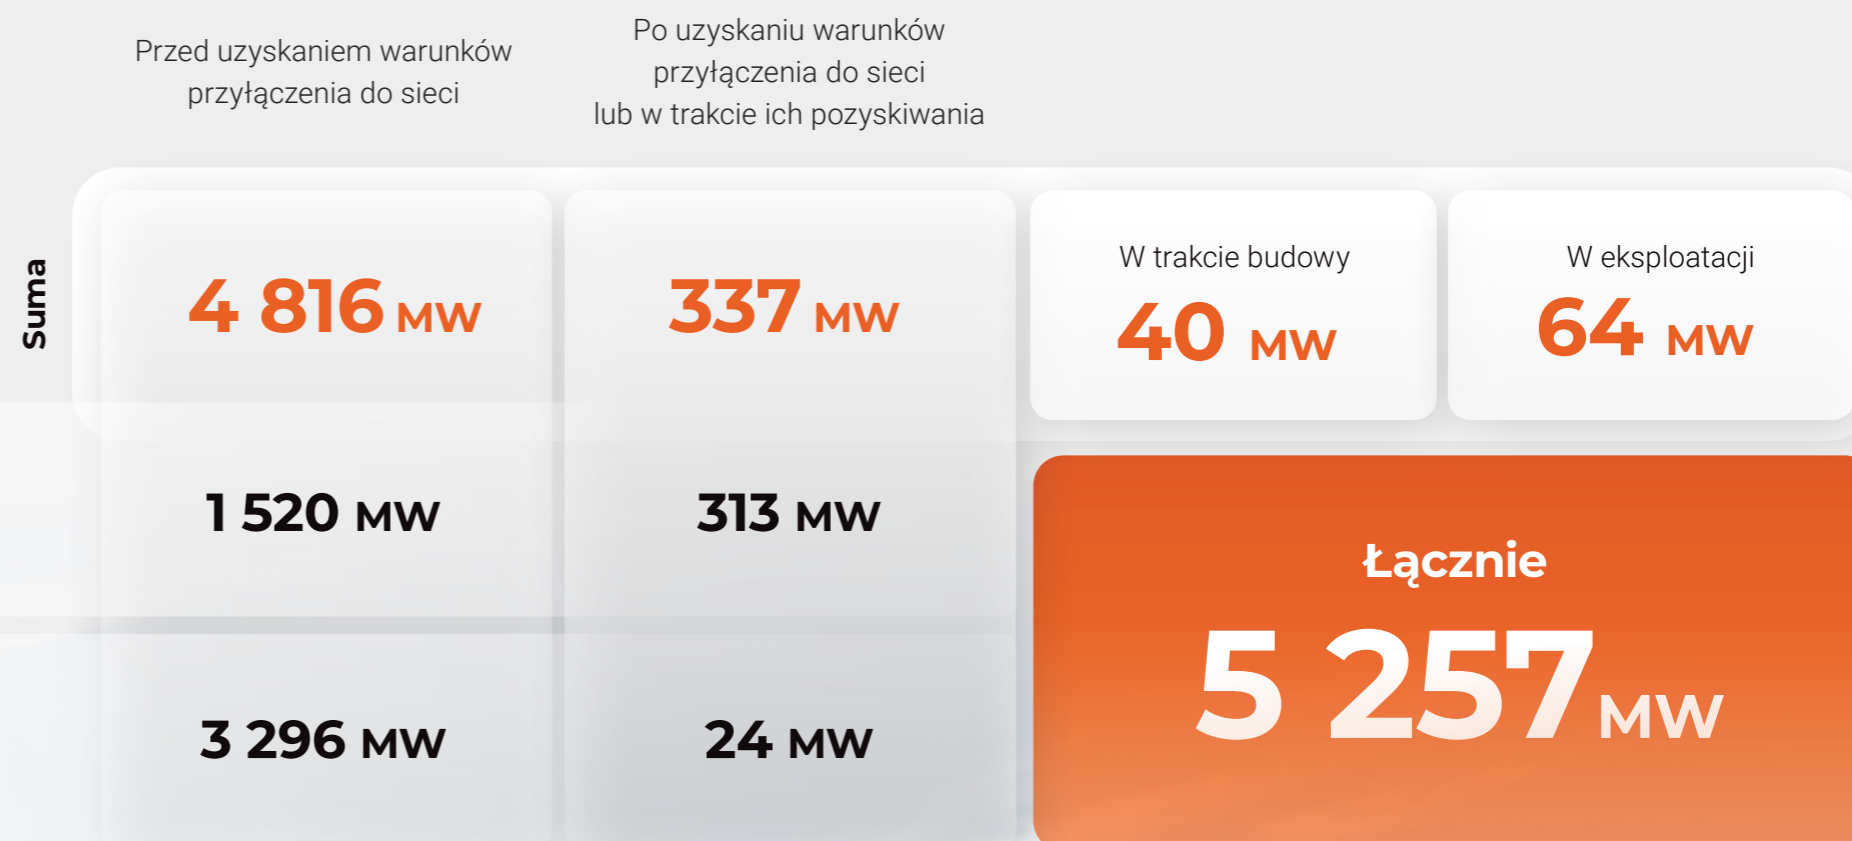 Przed uzyskaniem warunków
przyłączenia do sieci
Po uzyskaniu warunków
przyłączenia do sieci
lub w trakcie ich pozyskiwania
Suma
4 816 MW
337 MW
W trakcie budowy
40 MW
W eksploatacji
64 MW
1 520 MW
313 MW
Łącznie
5 257 MW
3 296 MW
24 MW